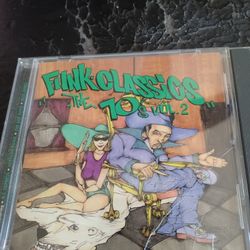 FUNK CLASSICS
OF THE
70's VOL. 2